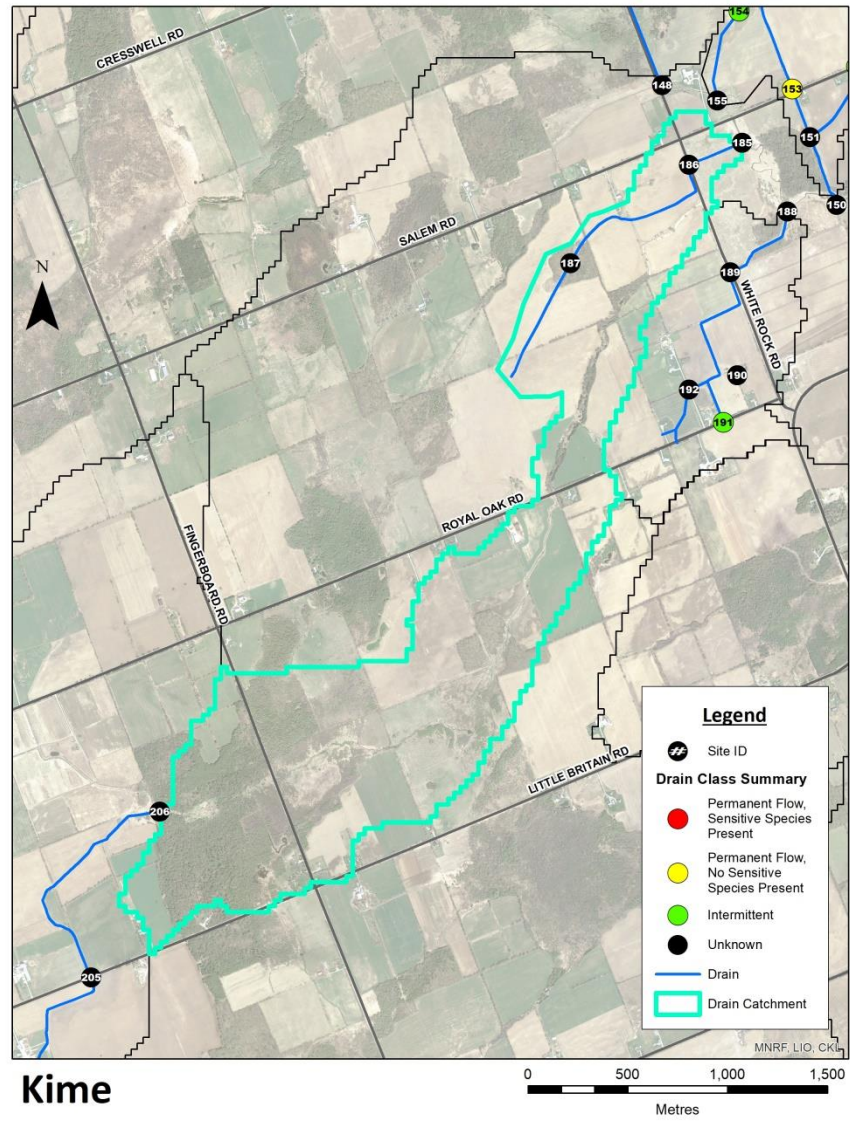 CRESSWELL RD
154
148
155
153
185
151
186
150
188
SALEM RD
187
189
N
WHITE ROCK RD
190
192
191
ROYAL OAK RD
FINGERBOARD RD
LITTLE BRITAIN RD
206
205
Legend
# Site ID
Drain Class Summary
Permanent Flow,
Sensitive Species
Present
Permanent Flow,
No Sensitive
Species Present
Intermittent
Unknown
Drain
Drain Catchment
MNRF, LIO, CKL
Kime
0 500 1,000 1,500
Metres